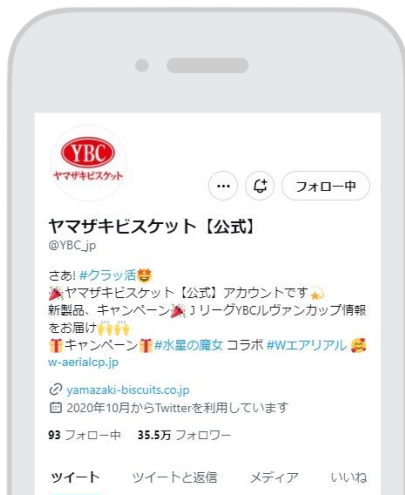 YBC
ヤマザキビスケット
フォロー中
ヤマザキビスケット【公式】
@YBC_jp
さあ! #クラッ活🤩
🎉ヤマザキビスケット【公式】アカウントです💫
新製品、キャンペーン🎉JリーグYBCルヴァンカップ情報
をお届け🙌🙌
🎁キャンペーン🎁#水星の魔女 コラボ #Wエアリアル 🥰
w-aerialcp.jp
yamazaki-biscuits.co.jp
2020年10月からTwitterを利用しています
93 フォロー中 35.5万 フォロワー
ツイート ツイートと返信 メディア いいね